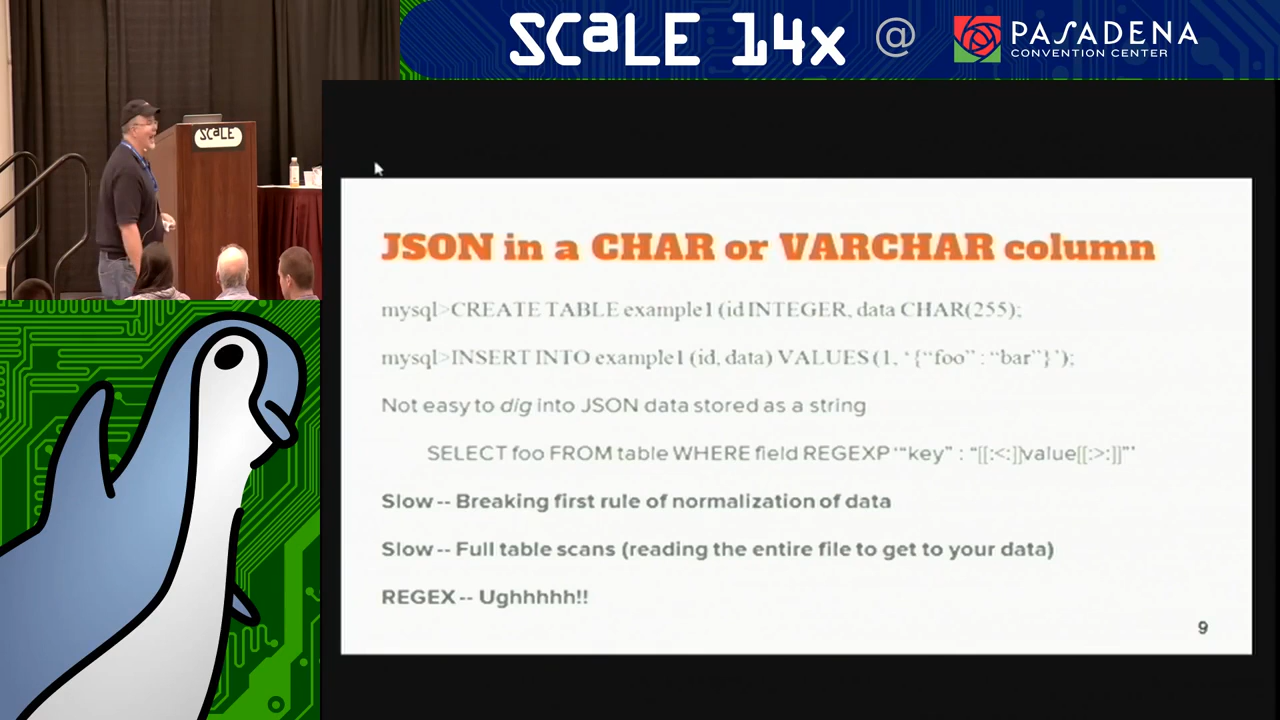 SCaLE 14x @ PASADENA
CONVENTION CENTER
SCaLE
JSON in a CHAR or VARCHAR column
mysql>CREATE TABLE example1 (id INTEGER, data CHAR(255);
mysql>INSERT INTO example1 (id, data) VALUES (1, ‘{“foo” : “bar”}’);
Not easy to dig into JSON data stored as a string
SELECT foo FROM table WHERE field REGEXP ‘“key” : “[[:<:]]value[[:>:]]”’
Slow -- Breaking first rule of normalization of data
Slow -- Full table scans (reading the entire file to get to your data)
REGEX -- Ughhhhh!!
9